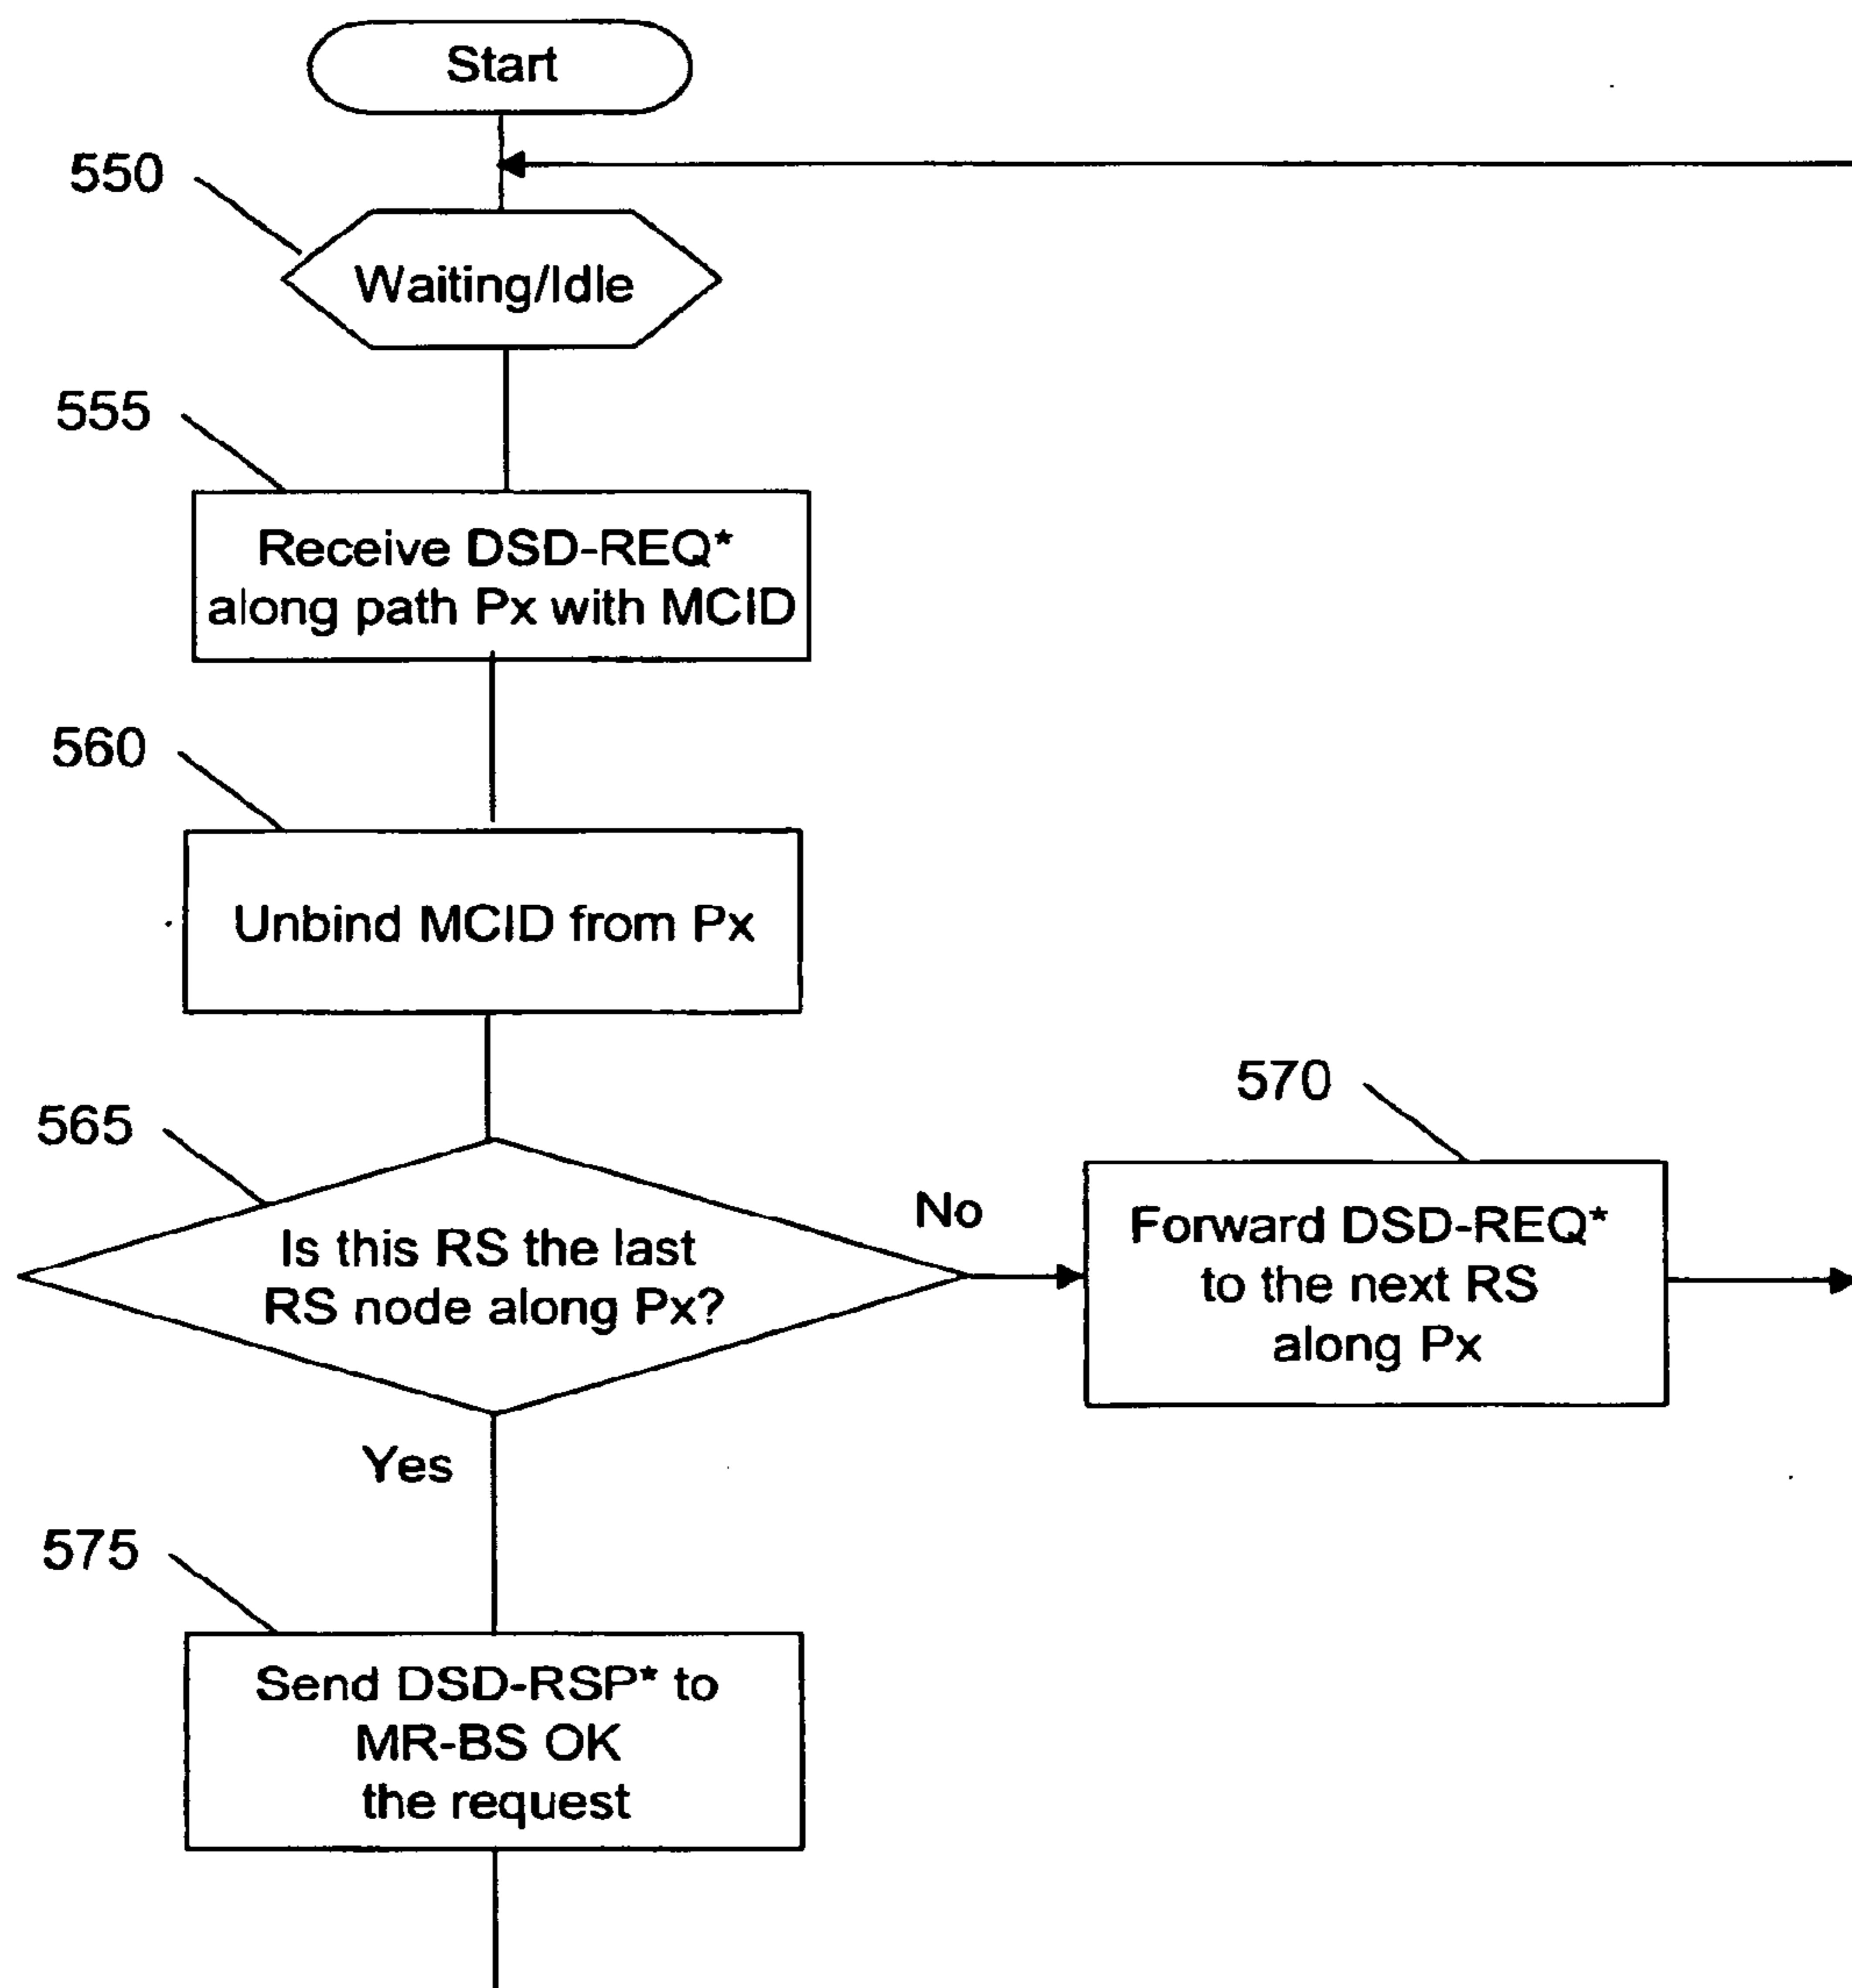 Start
550
Waiting/Idle
555
Receive DSD-REQ*
along path Px with MCID
560
Unbind MCID from Px
565
Is this RS the last
RS node along Px?
No
570
Forward DSD-REQ*
to the next RS
along Px
Yes
575
Send DSD-RSP* to
MR-BS OK
the request